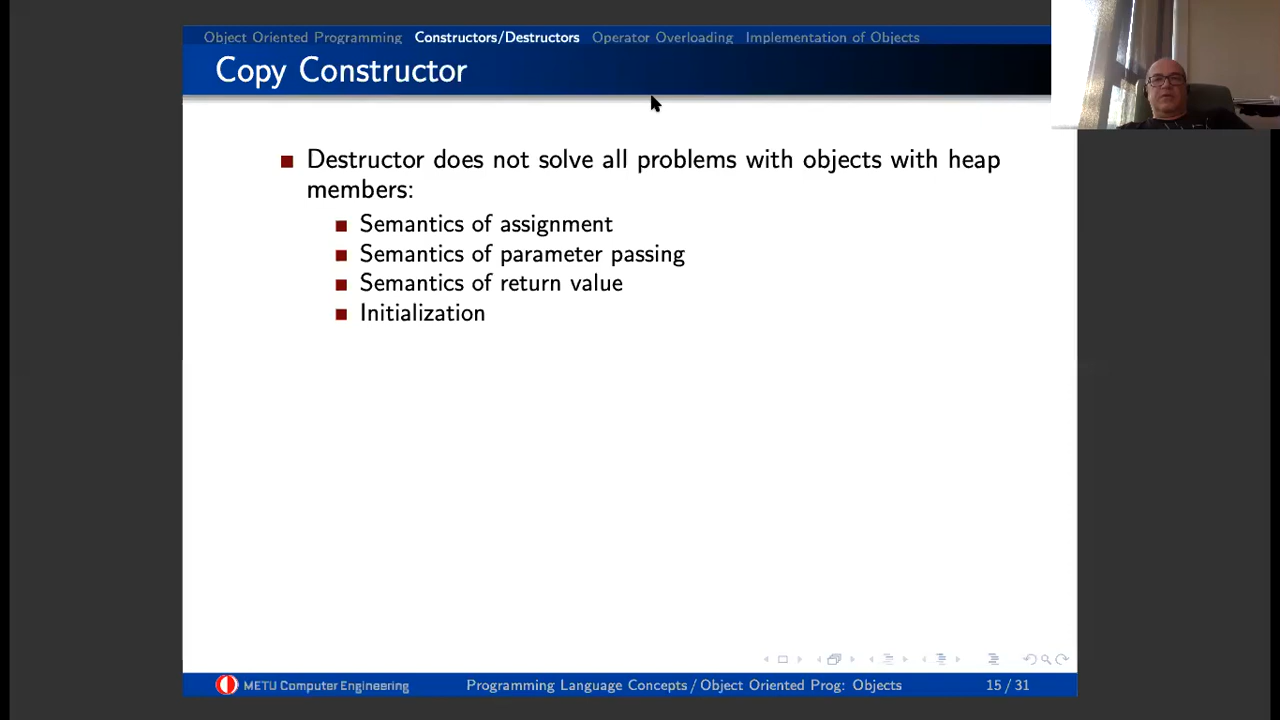 Object Oriented Programming Constructors/Destructors Operator Overloading Implementation of Objects
Copy Constructor
Destructor does not solve all problems with objects with heap
members:
Semantics of assignment
Semantics of parameter passing
Semantics of return value
Initialization
METU Computer Engineering Programming Language Concepts / Object Oriented Prog: Objects 15 / 31